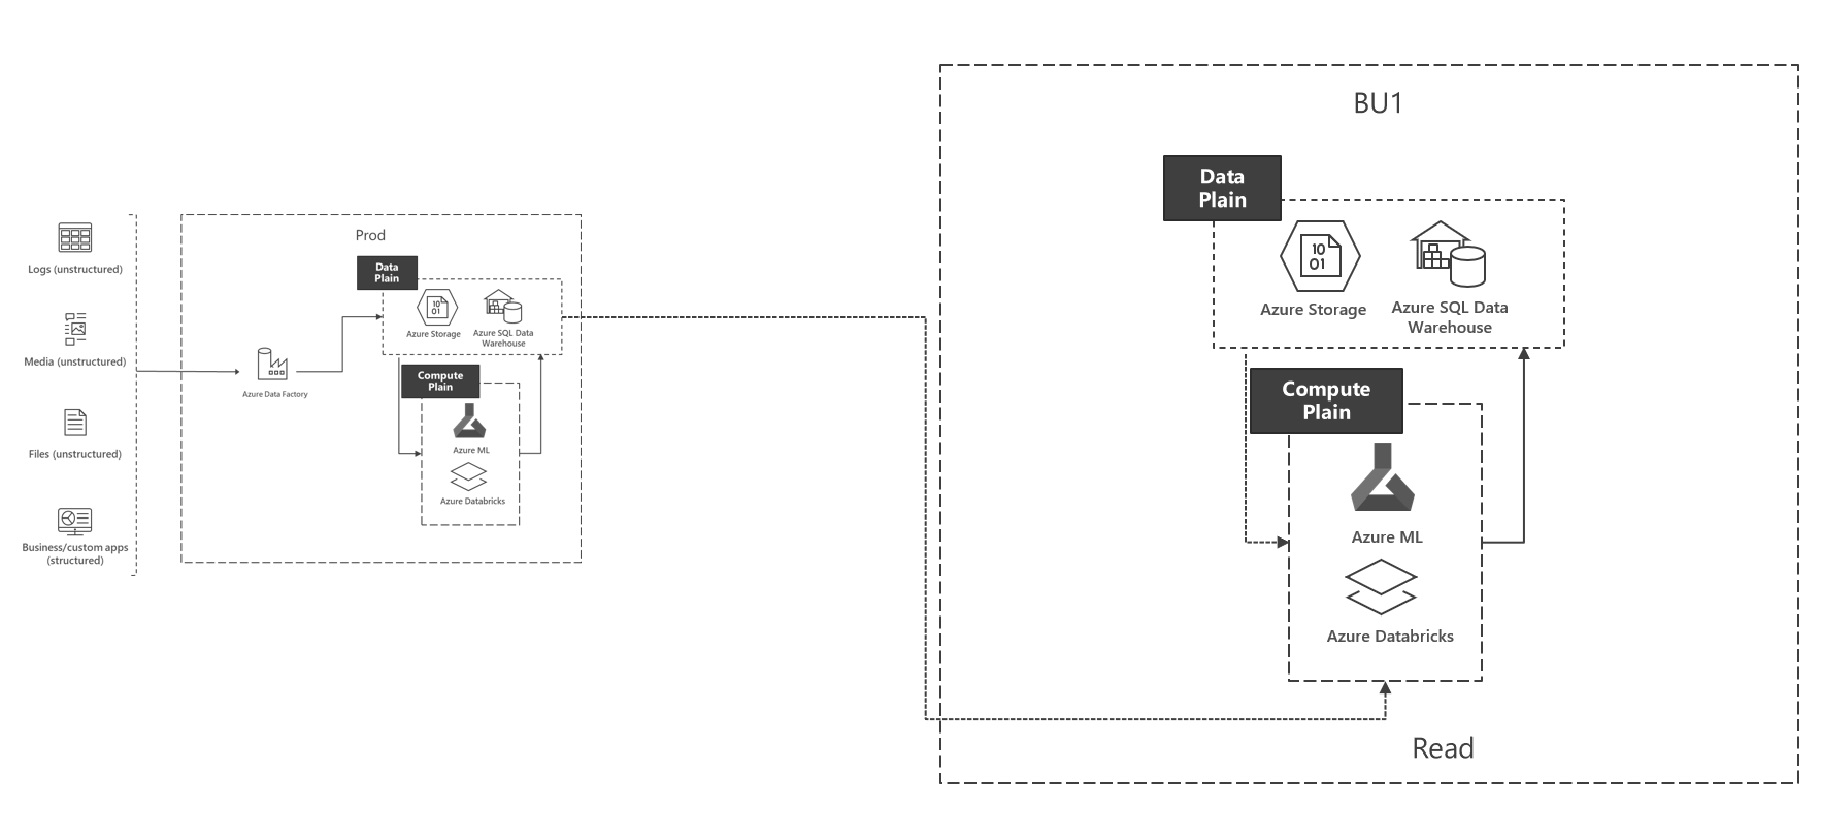 Logs (unstructured)
Media (unstructured)
Files (unstructured)
Business/custom apps
(structured)
Prod
Azure Data Factory
Data
Plain
10
01
Azure Storage
Azure SQL Data
Warehouse
Compute
Plain
Azure ML
Azure Databricks
BU1
Data
Plain
10
01
Azure Storage
Azure SQL Data
Warehouse
Compute
Plain
Azure ML
Azure Databricks
Read